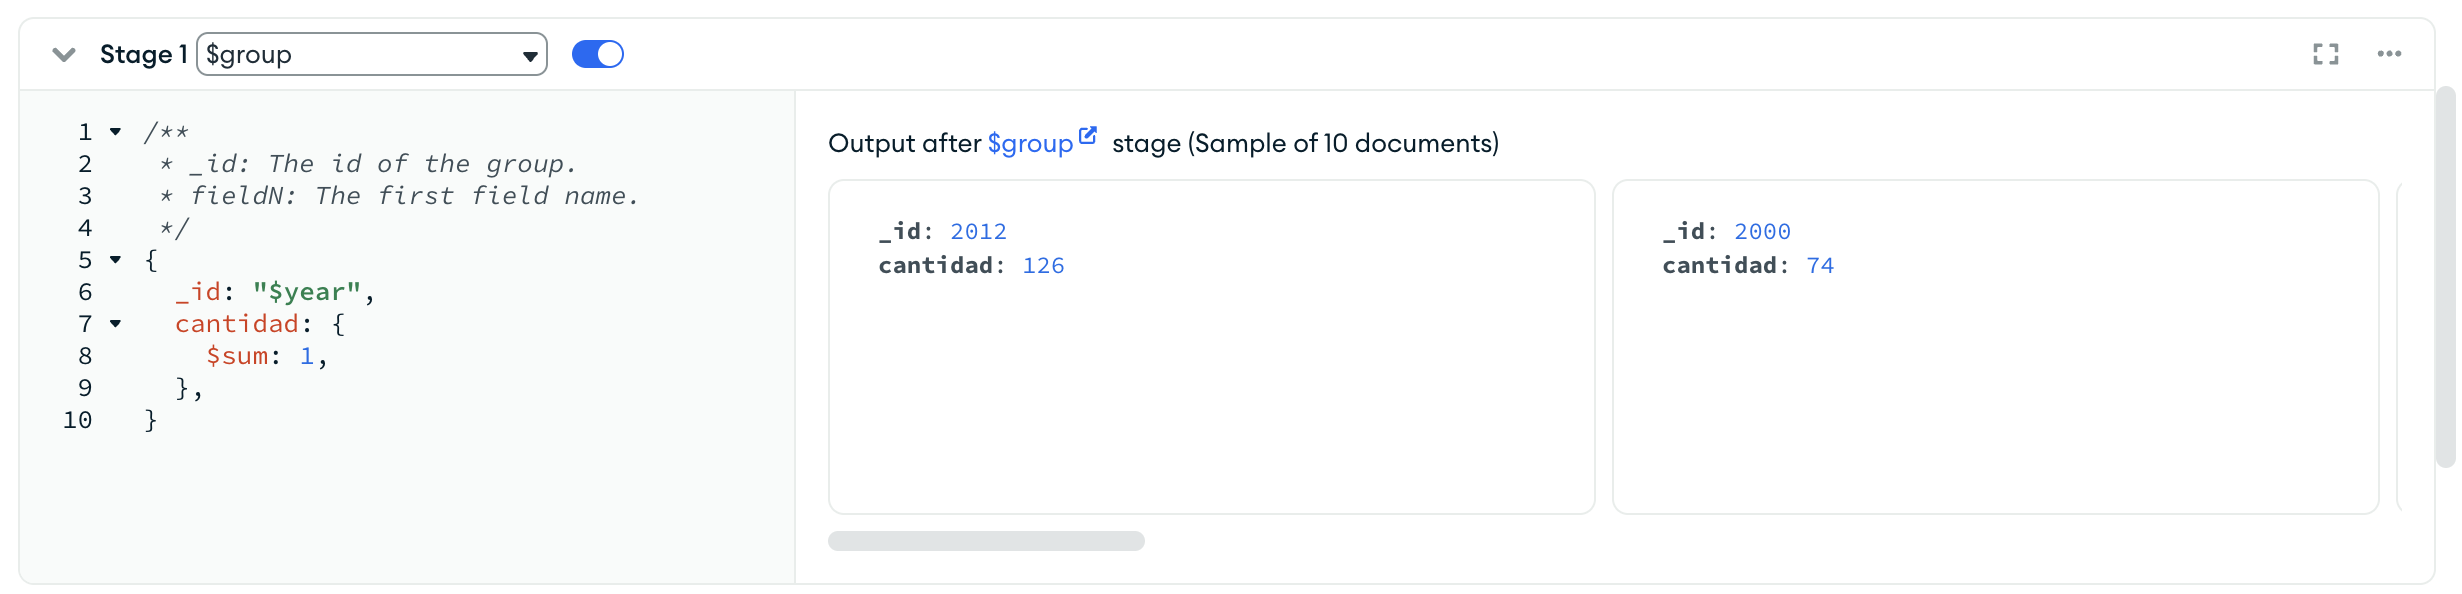 Stage 1 $group
1 /**
2  * _id: The id of the group.
3  * fieldN: The first field name.
4  */
5 {
6   _id: "$year",
7   cantidad: {
8     $sum: 1,
9   },
10 }
Output after $group stage (Sample of 10 documents)
_id: 2012
cantidad: 126
_id: 2000
cantidad: 74